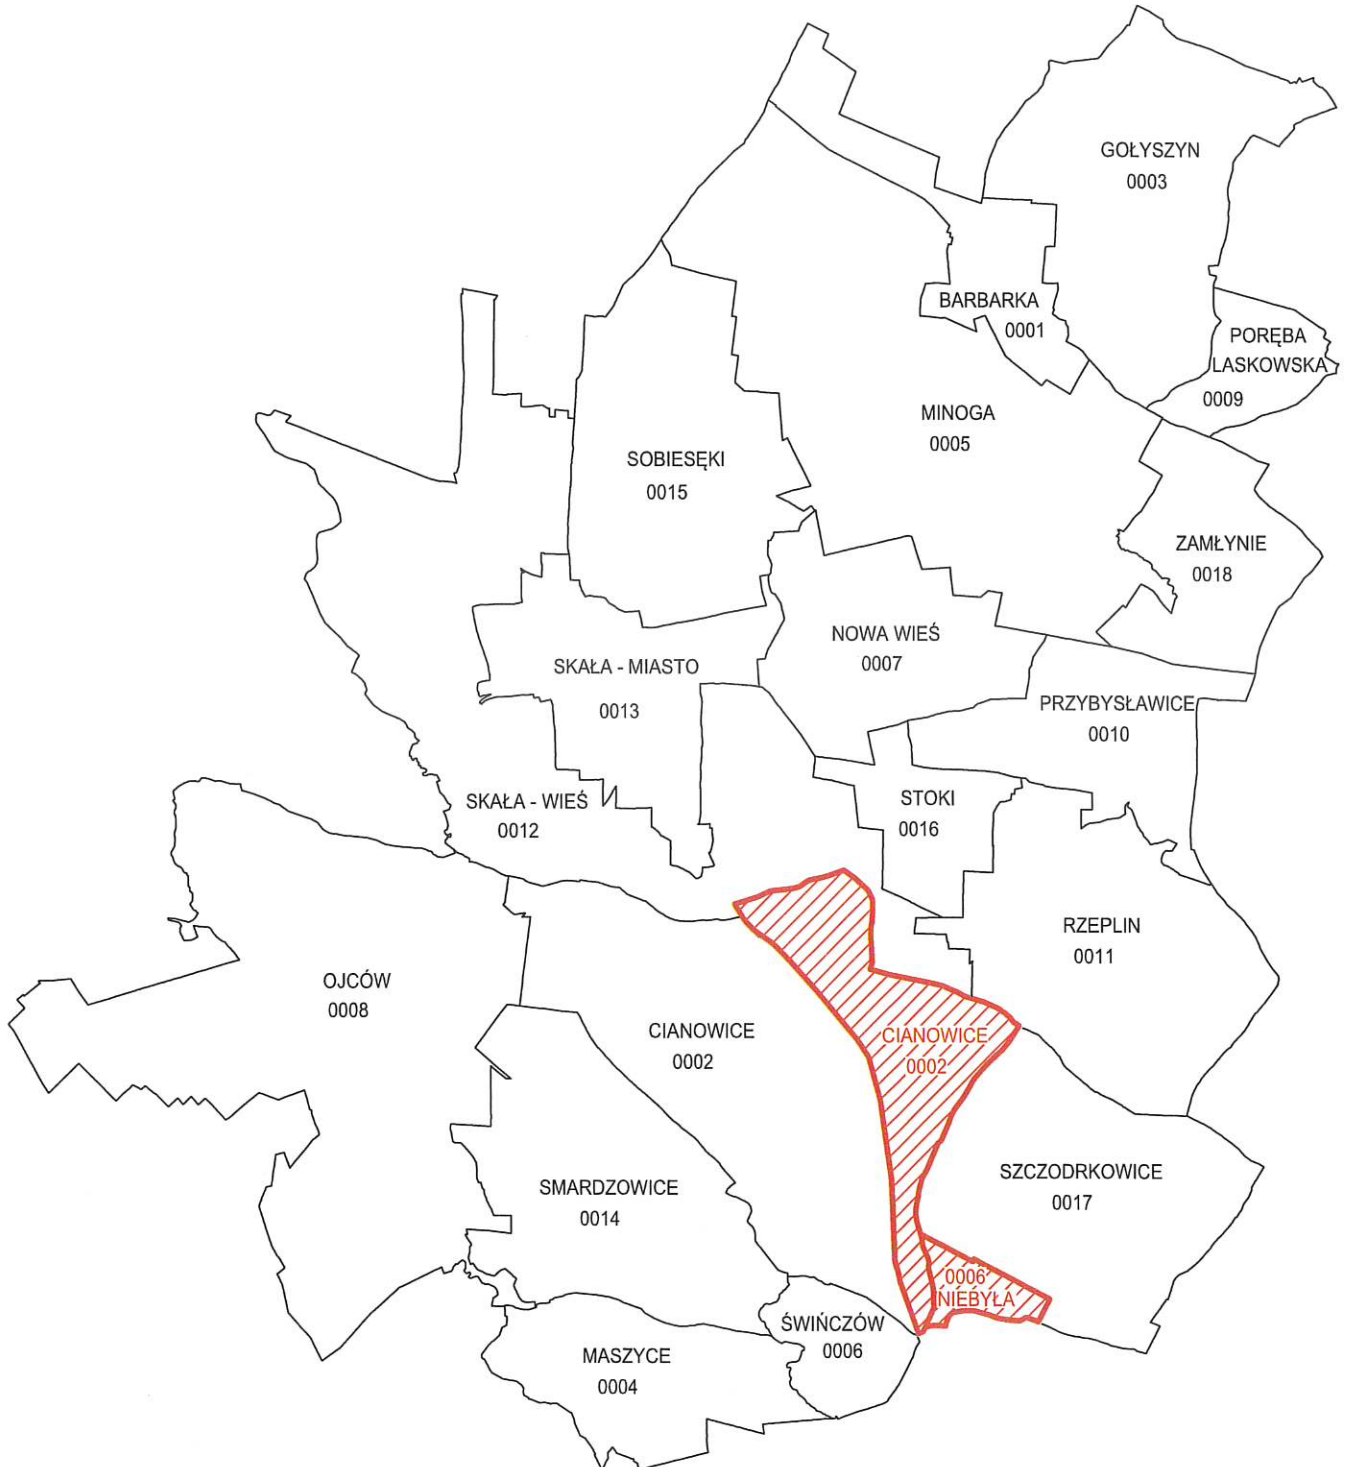 GOŁYSZYN
0003
BARBARKA
0001
PORĘBA
LASKOWSKA
0009
MINOGA
0005
SOBIESĘKI
0015
ZAMŁYNIE
0018
NOWA WIEŚ
0007
SKAŁA - MIASTO
0013
PRZYBYSŁAWICE
0010
SKAŁA - WIEŚ
0012
STOKI
0016
RZEPLIN
0011
OJCÓW
0008
CIANOWICE
0002
CIANOWICE
0002
SMARDZOWICE
0014
SZCZODRKOWICE
0017
0006
NIEBYŁA
ŚWIŃCZÓW
0006
MASZYCE
0004